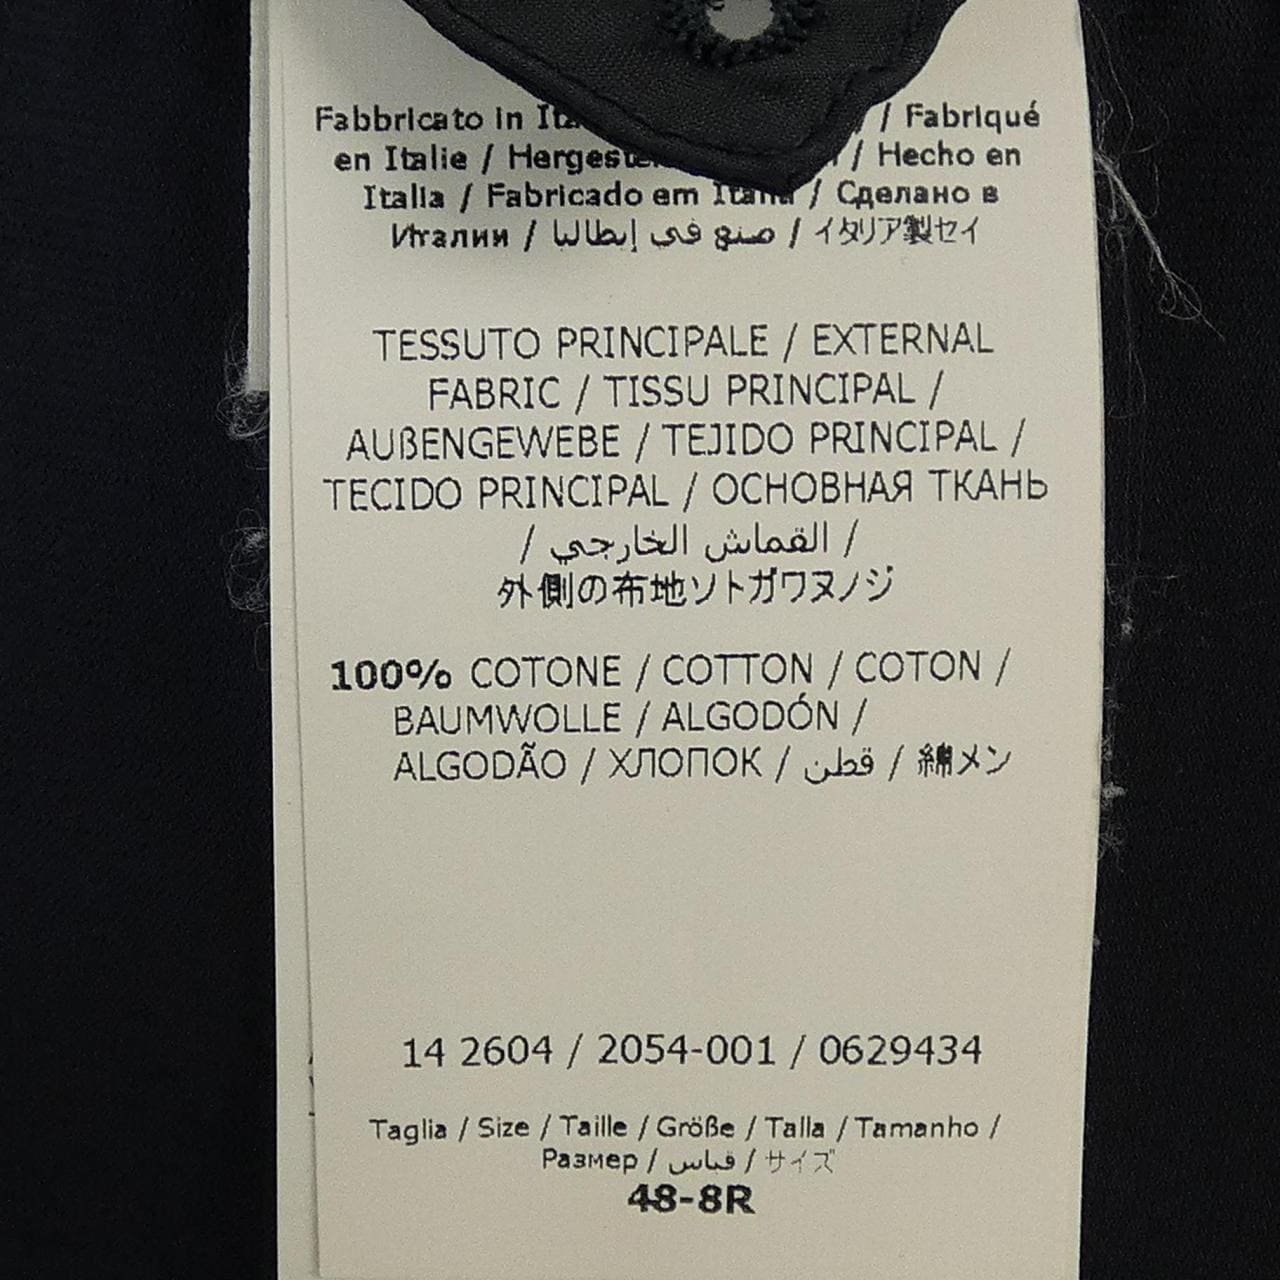 Fabbricato in / Fabriqué
en Italie / / Hecho en
Italia / Fabricado em Italia / Сделано в
Италии / صنع في إيطاليا / イタリア製セイ
TESSUTO PRINCIPALE / EXTERNAL
FABRIC / TISSU PRINCIPAL /
AUßENGEWEBE / TEJIDO PRINCIPAL /
TECIDO PRINCIPAL / ОСНОВНАЯ ТКАНЬ
/ القماش الخارجي /
外側の布地ソトガワヌノジ
100% COTONE / COTTON / COTON /
BAUMWOLLE / ALGODÓN /
ALGODÃO / ХЛОПОК / قطن / 綿メン
14 2604 / 2054-001 / 0629434
Taglia / Size / Taille / Größe / Talla / Tamanho /
Размер / قياس / サイズ
48-8R